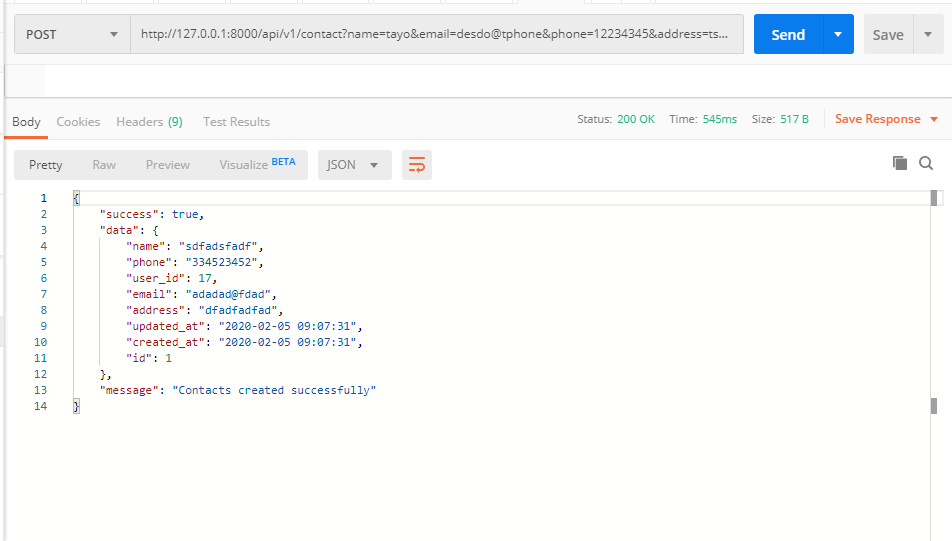 POST http://127.0.0.1:8000/api/v1/contact?name=tayo&email=desdo@tphone&phone=12234345&address=ts... Send Save
Body Cookies Headers (9) Test Results Status: 200 OK Time: 545ms Size: 517 B Save Response
Pretty Raw Preview Visualize BETA JSON
1 {
2 "success": true,
3 "data": {
4 "name": "sdfadsfadf",
5 "phone": "334523452",
6 "user_id": 17,
7 "email": "adadad@fdad",
8 "address": "dfadfadfad",
9 "updated_at": "2020-02-05 09:07:31",
10 "created_at": "2020-02-05 09:07:31",
11 "id": 1
12 },
13 "message": "Contacts created successfully"
14 }